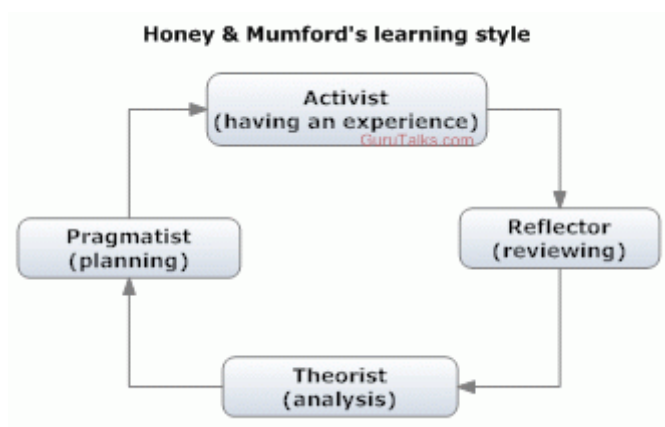 Honey & Mumford's learning style
Activist
(having an experience)
GuruTalks.com
Reflector
(reviewing)
Pragmatist
(planning)
Theorist
(analysis)